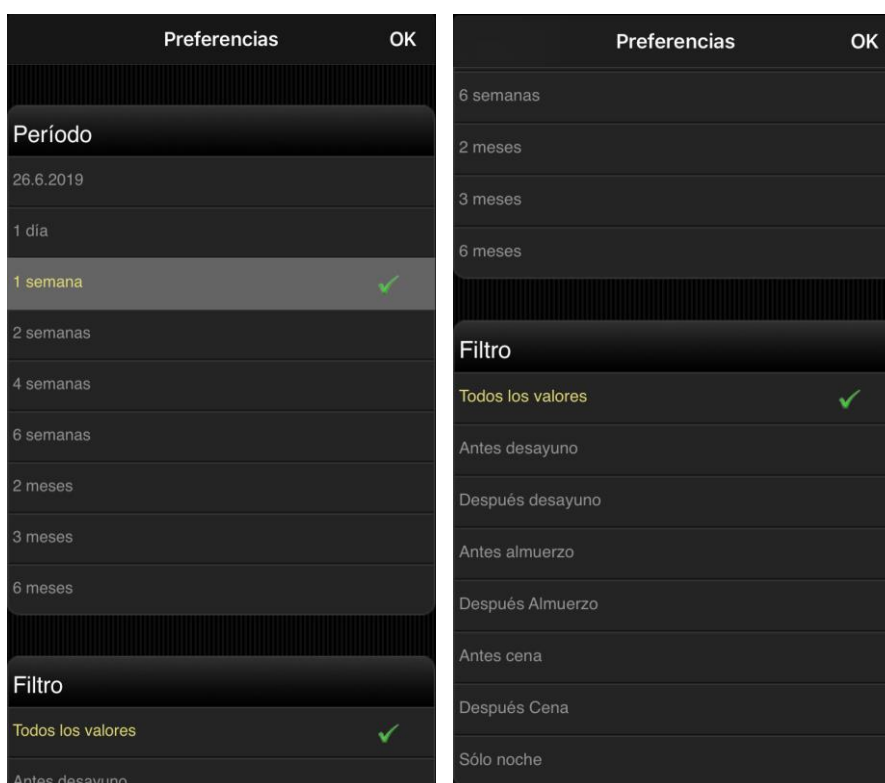 Preferencias
OK
Período
26.6.2019
1 día
1 semana
2 semanas
4 semanas
6 semanas
2 meses
3 meses
6 meses
Filtro
Todos los valores
Antes desayuno
Preferencias
OK
6 semanas
2 meses
3 meses
6 meses
Filtro
Todos los valores
Antes desayuno
Después desayuno
Antes almuerzo
Después Almuerzo
Antes cena
Después Cena
Sólo noche